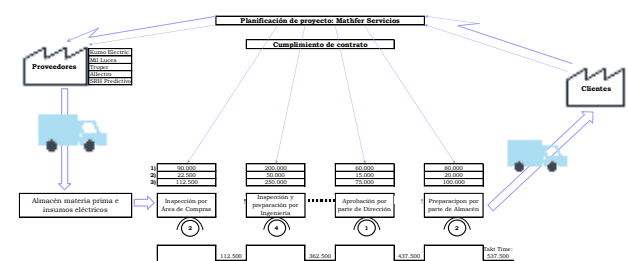 Planificación de proyecto: Mathfer Servicios
Cumplimiento de contrato
Proveedores
Kumo Electric
Mil Luces
Truper
Allectro
SRH Predictivo
Clientes
1) 90.000 200.000 60.000 80.000
2) 22.500 50.000 15.000 20.000
3) 112.500 250.000 75.000 100.000
Almacén materia prima e
insumos eléctricos
Inspección por
Área de Compras
Inspección y
preparación por
Ingeniería
Aprobación por
parte de Dirección
Preparacipon por
parte de Almacén
2 4 1 2
112.500 362.500 437.500
Takt Time:
537.500